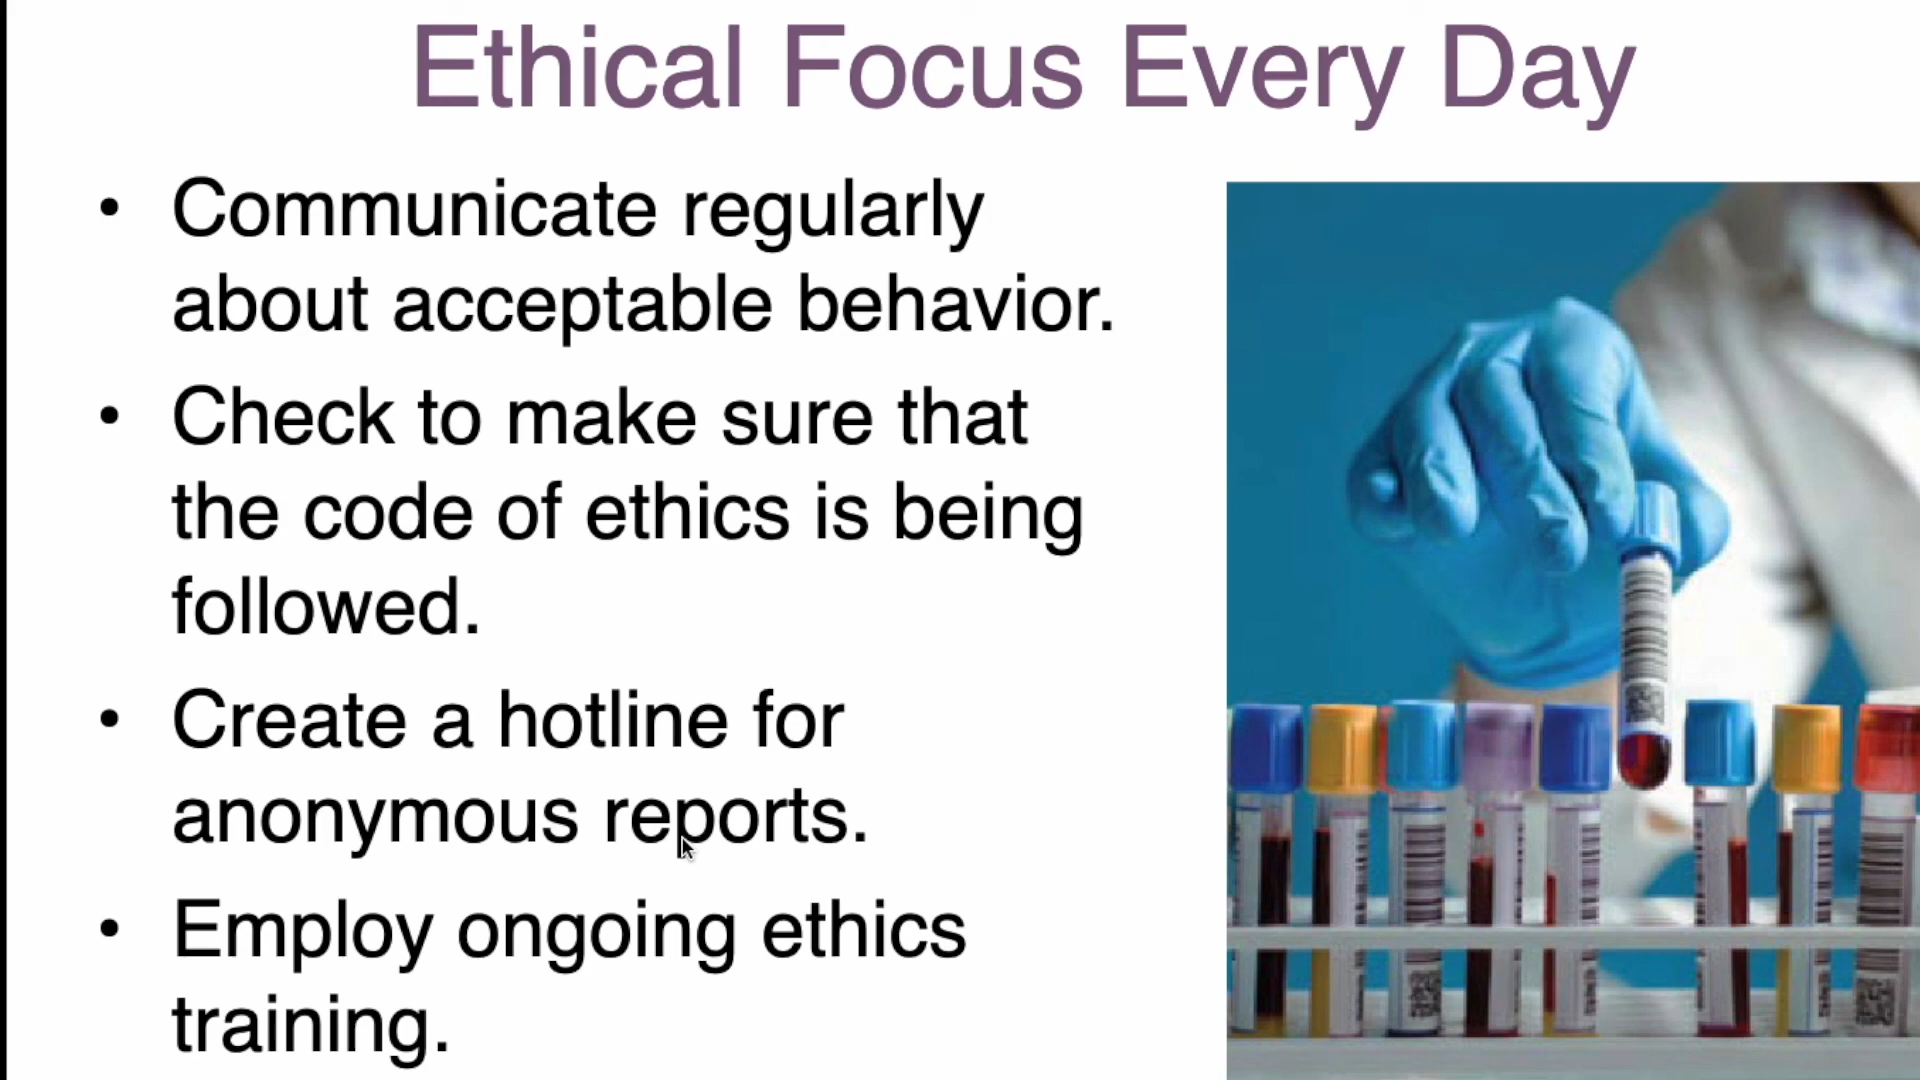 Ethical Focus Every Day
• Communicate regularly
about acceptable behavior.
• Check to make sure that
the code of ethics is being
followed.
• Create a hotline for
anonymous reports.
• Employ ongoing ethics
training.